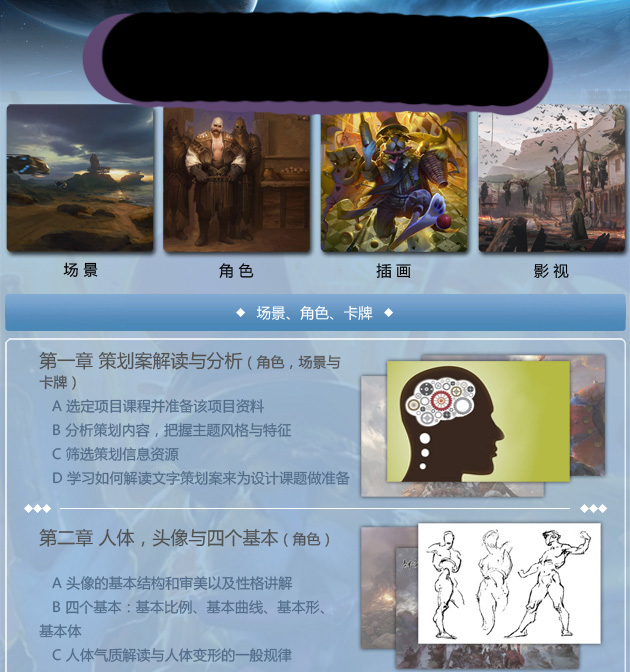 场景
角色
插画
影视
场景、角色、卡牌
第一章 策划案解读与分析（角色，场景与
卡牌）
A 选定项目课程并准备该项目资料
B 分析策划内容，把握主题风格与特征
C 筛选策划信息资源
D 学习如何解读文字策划案来为设计课题做准备
第二章 人体，头像与四个基本（角色）
A 头像的基本结构和审美以及性格讲解
B 四个基本：基本比例、基本曲线、基本形、
基本体
C 人体气质解读与人体变形的一般规律